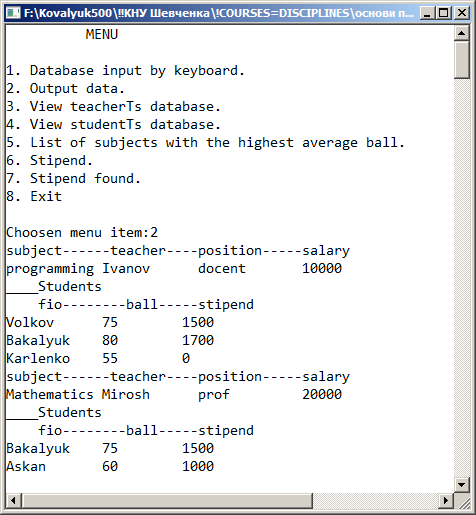 F:\Kovalyuk500\!!КНУ Шевченка\!COURSES=DISCIPLINES\основи п...
MENU
1. Database input by keyboard.
2. Output data.
3. View teacherTs database.
4. View studentTs database.
5. List of subjects with the highest average ball.
6. Stipend.
7. Stipend found.
8. Exit
Choosen menu item:2
subject------teacher----position-----salary
programming Ivanov docent 10000
____Students
fio--------ball-----stipend
Volkov 75 1500
Bakalyuk 80 1700
Karlenko 55 0
subject------teacher----position-----salary
Mathematics Mirosh prof 20000
____Students
fio--------ball-----stipend
Bakalyuk 75 1500
Askan 60 1000